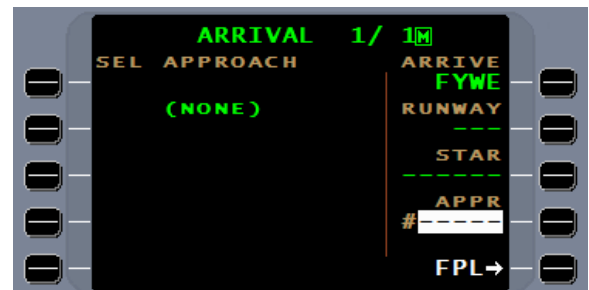 ARRIVAL 1/ 1M
SEL APPROACH ARRIVE
FYWE
(NONE) RUNWAY
---
STAR
------
APPR
#-----
FPL→